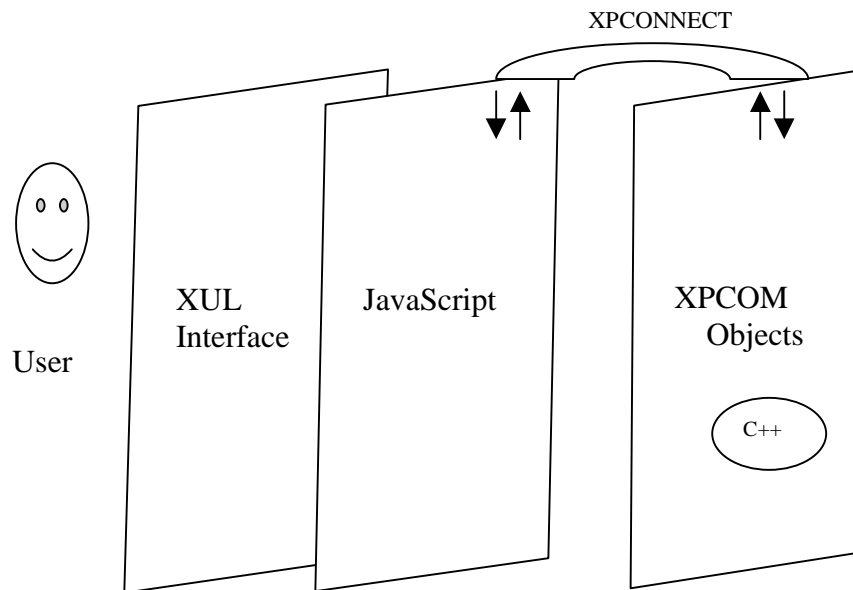 XPCONNECT
XUL
Interface
JavaScript
XPCOM
Objects
User
C++